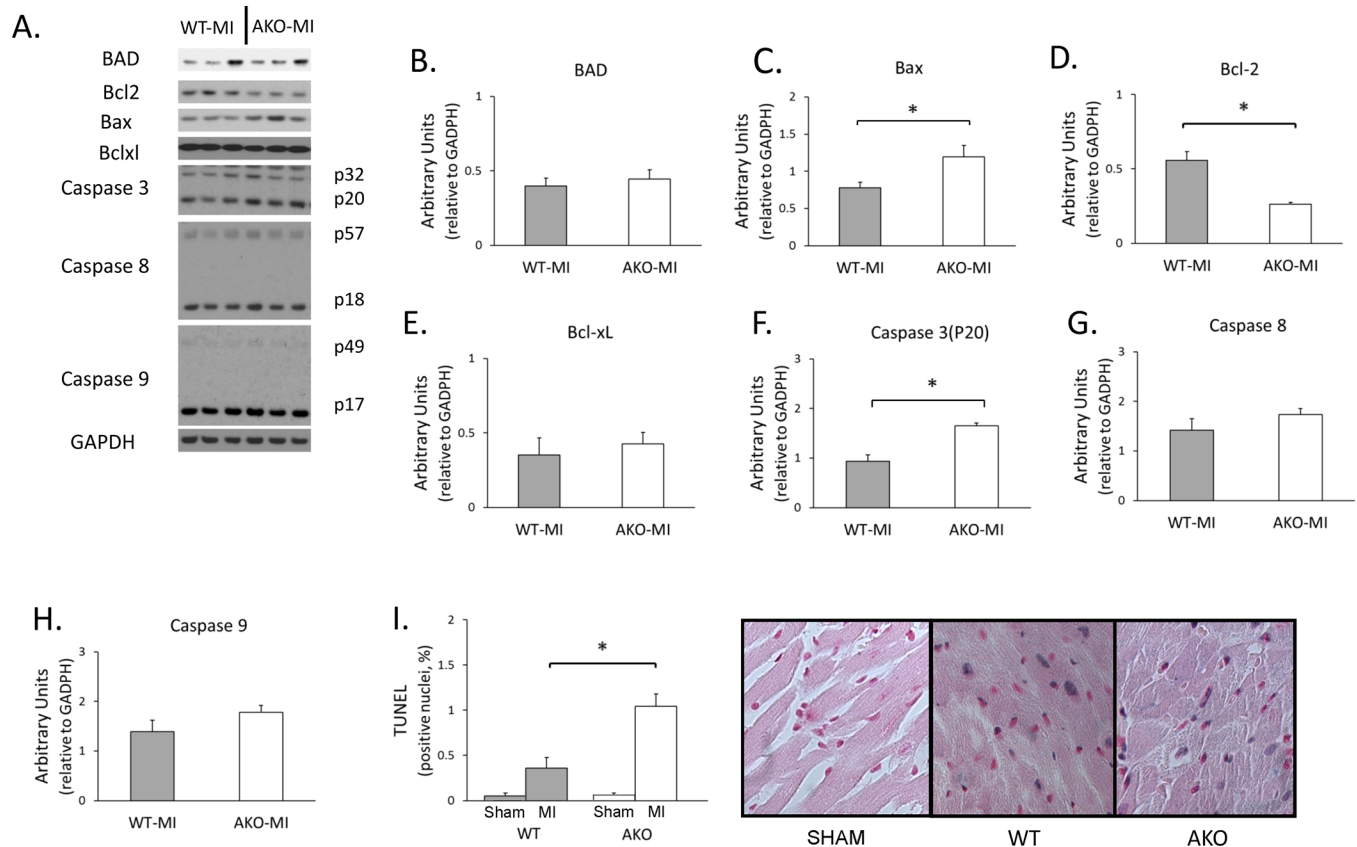 A.
WT-MI AKO-MI
BAD
Bcl2
Bax
Bclxl
Caspase 3
p32
p20
Caspase 8
p57
p18
Caspase 9
p49
p17
GAPDH
B.
BAD
Arbitrary Units
(relative to GADPH)
1
0.5
0
WT-MI AKO-MI
C.
Bax
Arbitrary Units
(relative to GADPH)
2
1.5
1
0.5
0
*
WT-MI AKO-MI
D.
Bcl-2
Arbitrary Units
(relative to GADPH)
1
0.5
0
*
WT-MI AKO-MI
E.
Bcl-xL
Arbitrary Units
(relative to GADPH)
1
0.5
0
WT-MI AKO-MI
F.
Caspase 3(P20)
Arbitrary Units
(relative to GADPH)
3
2
1
0
*
WT-MI AKO-MI
G.
Caspase 8
Arbitrary Units
(relative to GADPH)
3
2
1
0
WT-MI AKO-MI
H.
Caspase 9
Arbitrary Units
(relative to GADPH)
3
2
1
0
WT-MI AKO-MI
I.
TUNEL
(positive nuclei, %)
2
1.5
1
0.5
0
*
Sham MI Sham MI
WT AKO
SHAM WT AKO